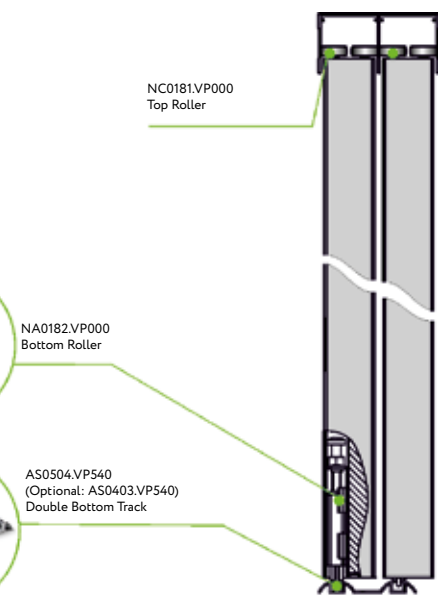 NC0181.VP000
Top Roller
NA0182.VP000
Bottom Roller
AS0504.VP540
(Optional: AS0403.VP540)
Double Bottom Track